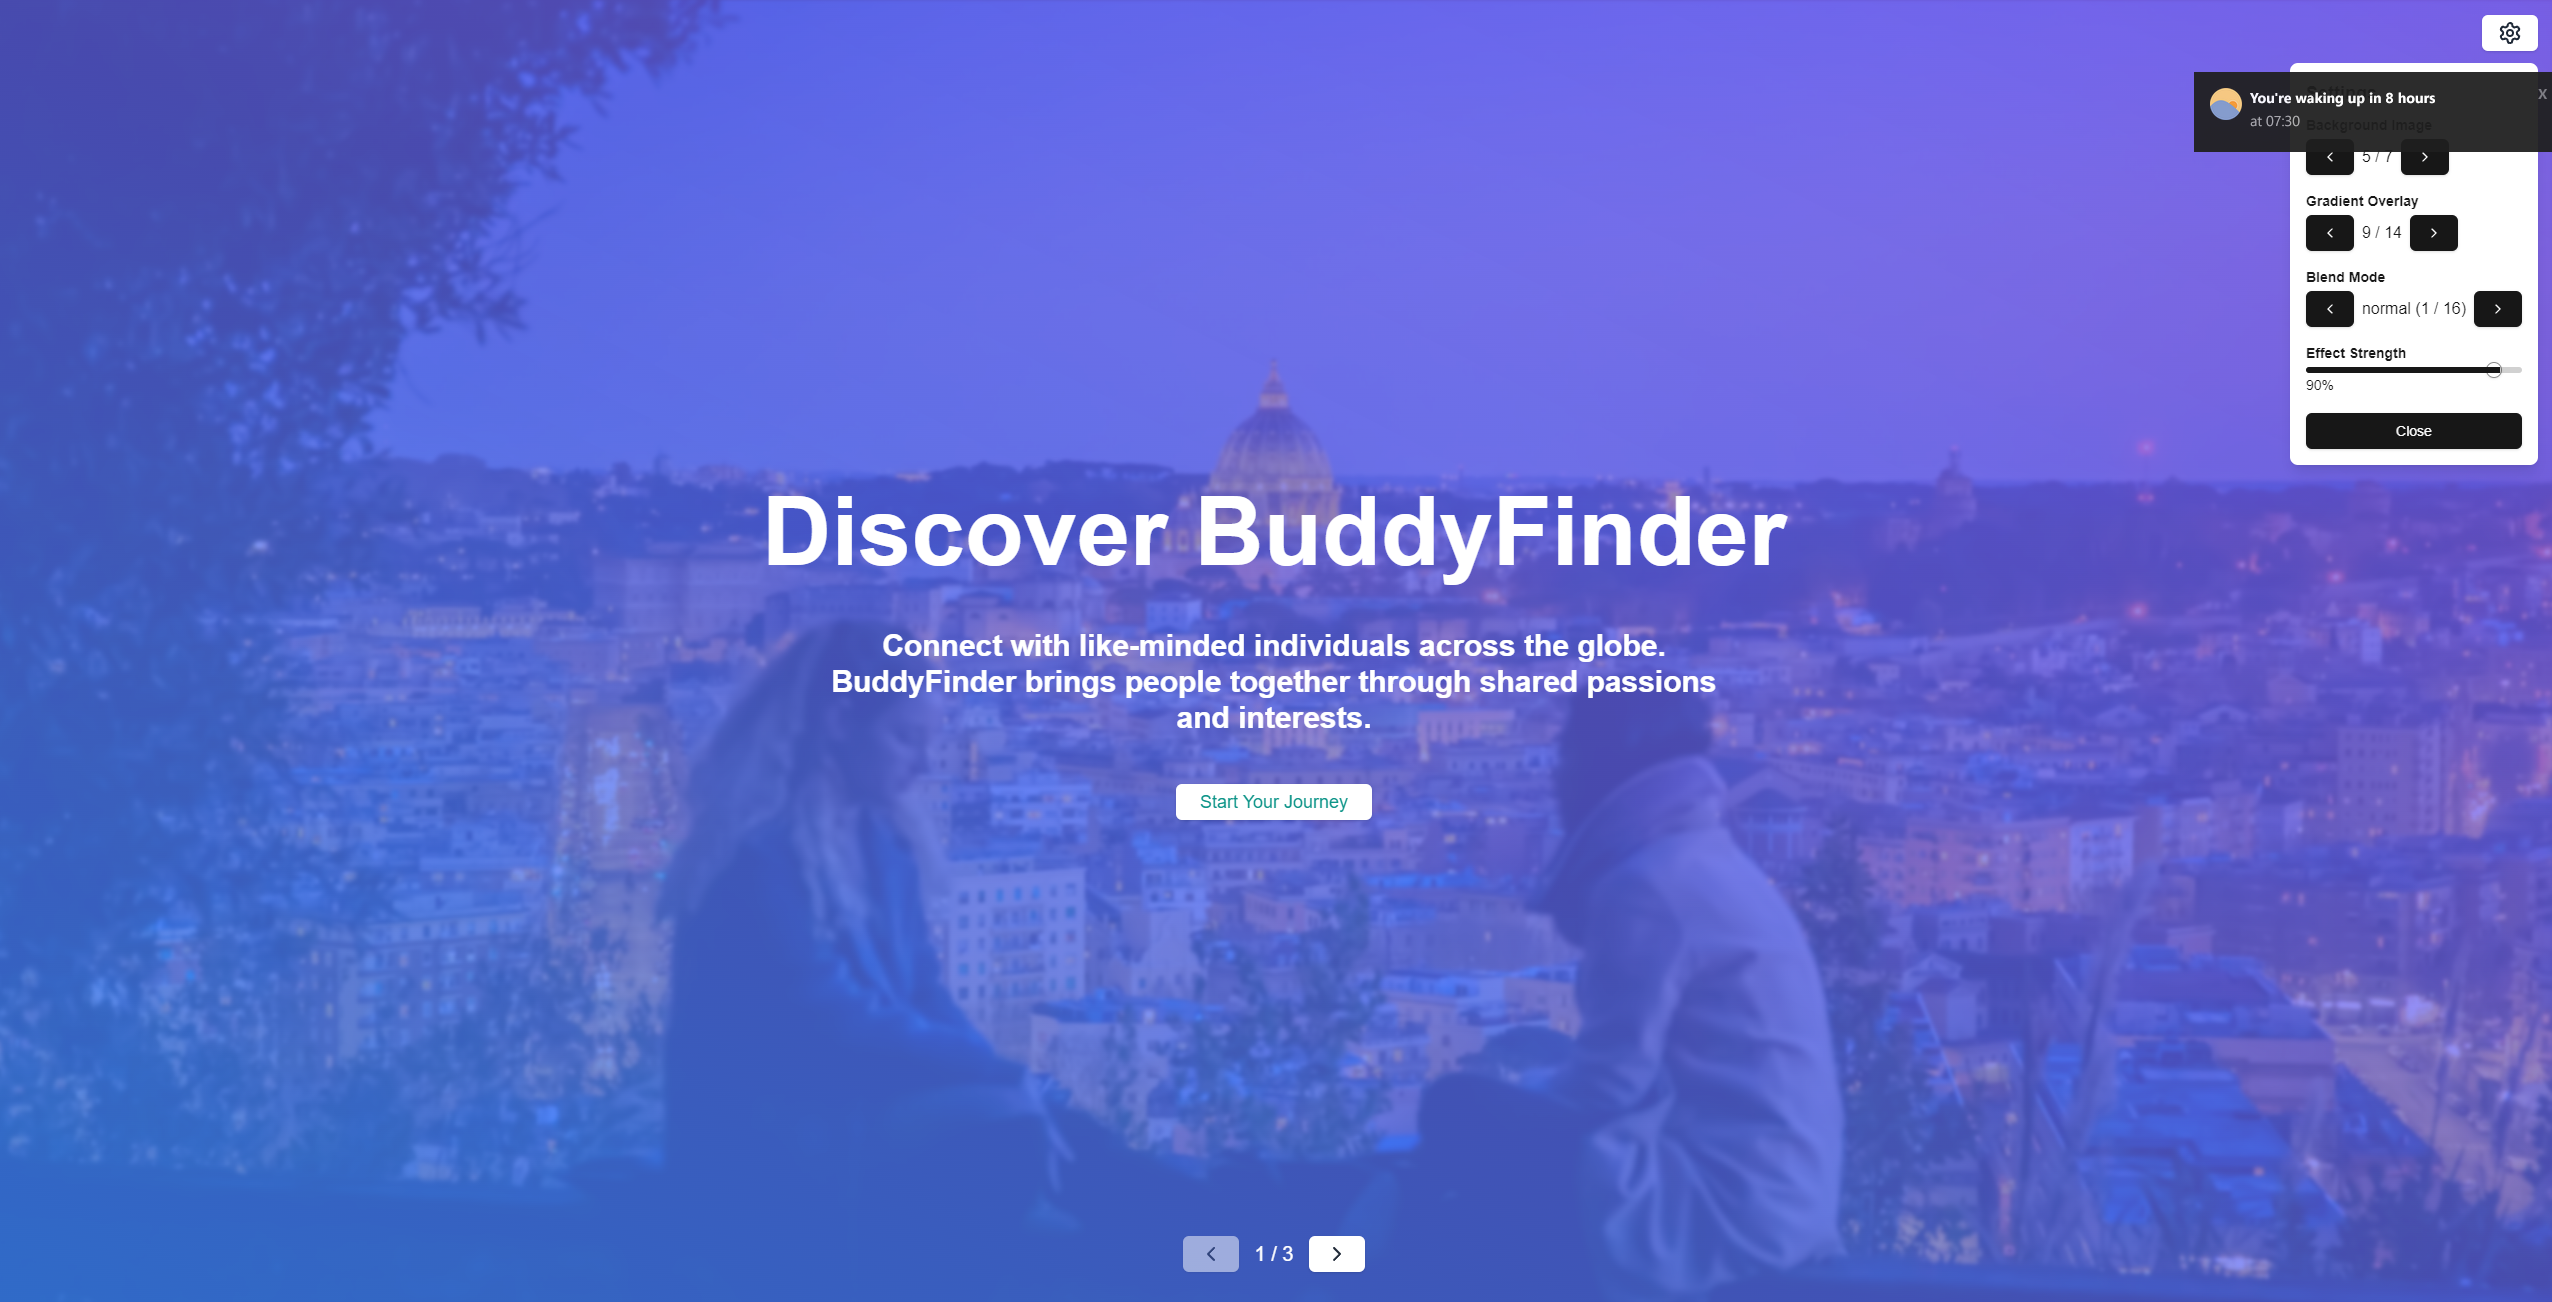 You're waking up in 8 hours
at 07:30
X
Background Image
5 / 7
Gradient Overlay
9 / 14
Blend Mode
normal (1 / 16)
Effect Strength
90%
Close
Discover BuddyFinder
Connect with like-minded individuals across the globe.
BuddyFinder brings people together through shared passions
and interests.
Start Your Journey
1 / 3